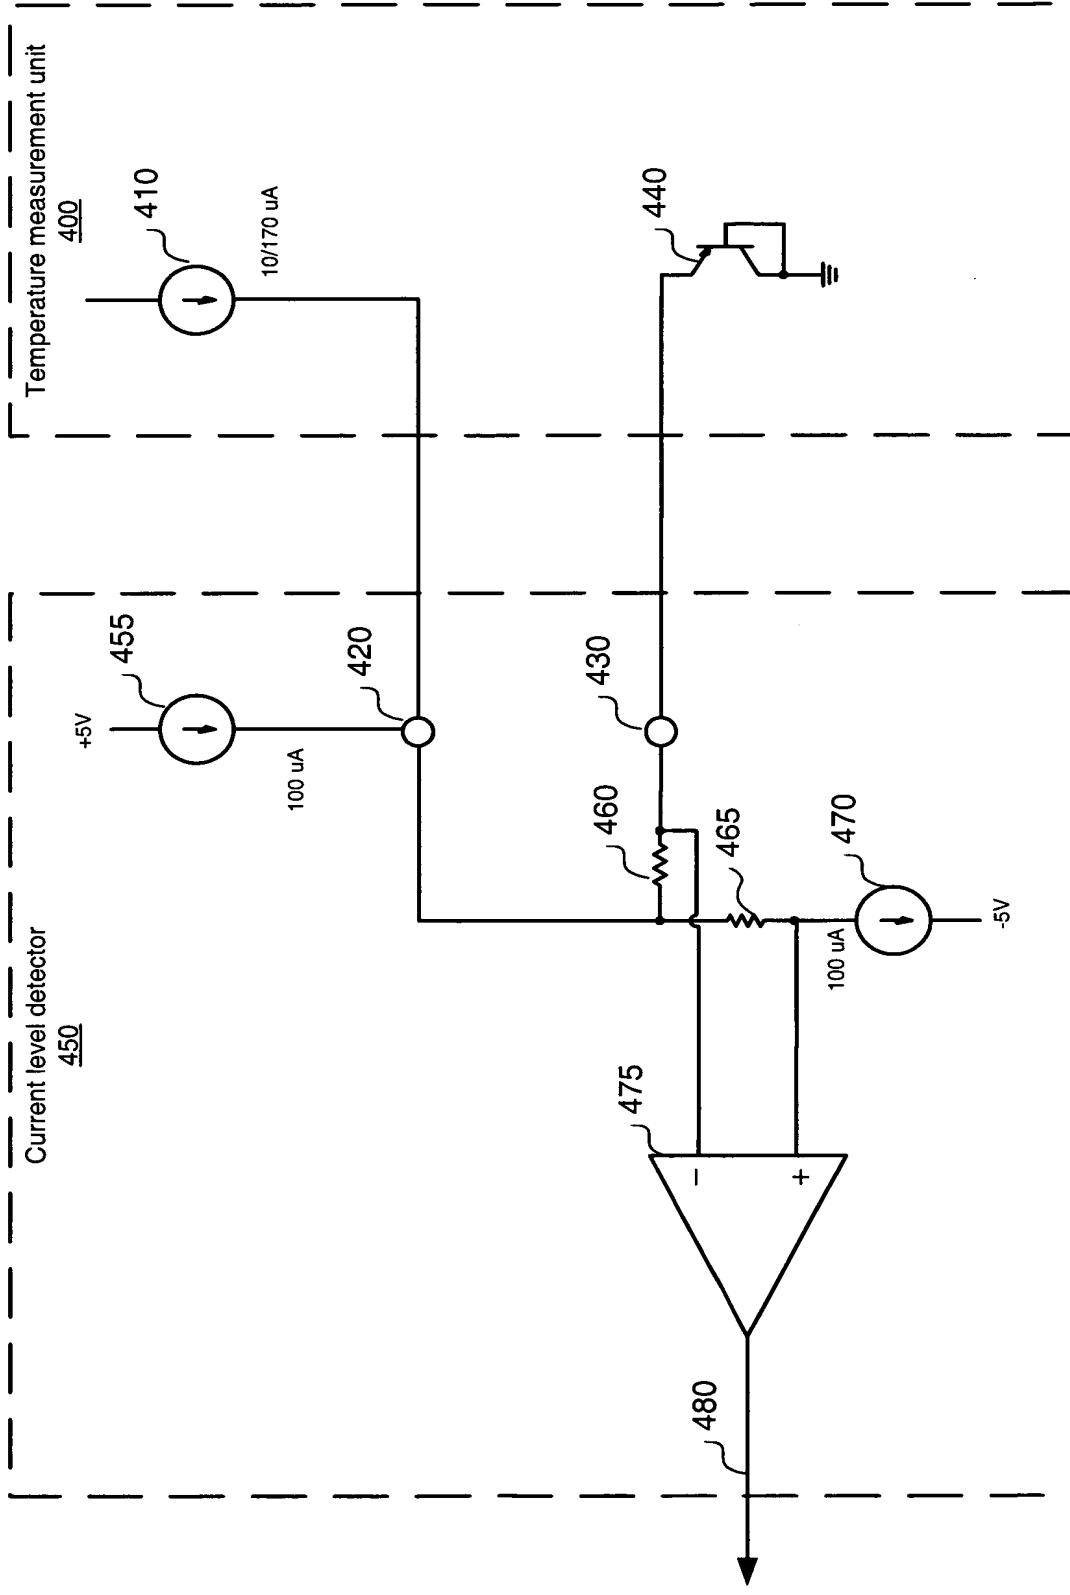 Temperature measurement unit
400
410
10/170 uA
440
Current level detector
450
+5V
455
100 uA
420
430
460
465
470
100 uA
-5V
475
−
+
480